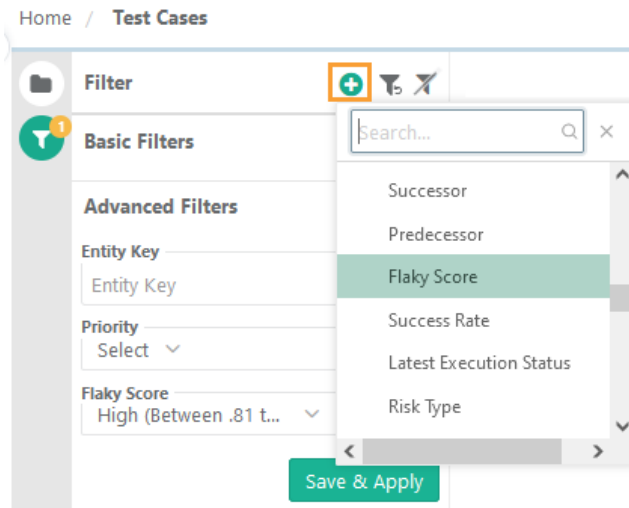 Home / Test Cases
Filter
1
Basic Filters
Advanced Filters
Entity Key
Entity Key
Priority
Select
Flaky Score
High (Between .81 t...
Save & Apply
Search...
Successor
Predecessor
Flaky Score
Success Rate
Latest Execution Status
Risk Type